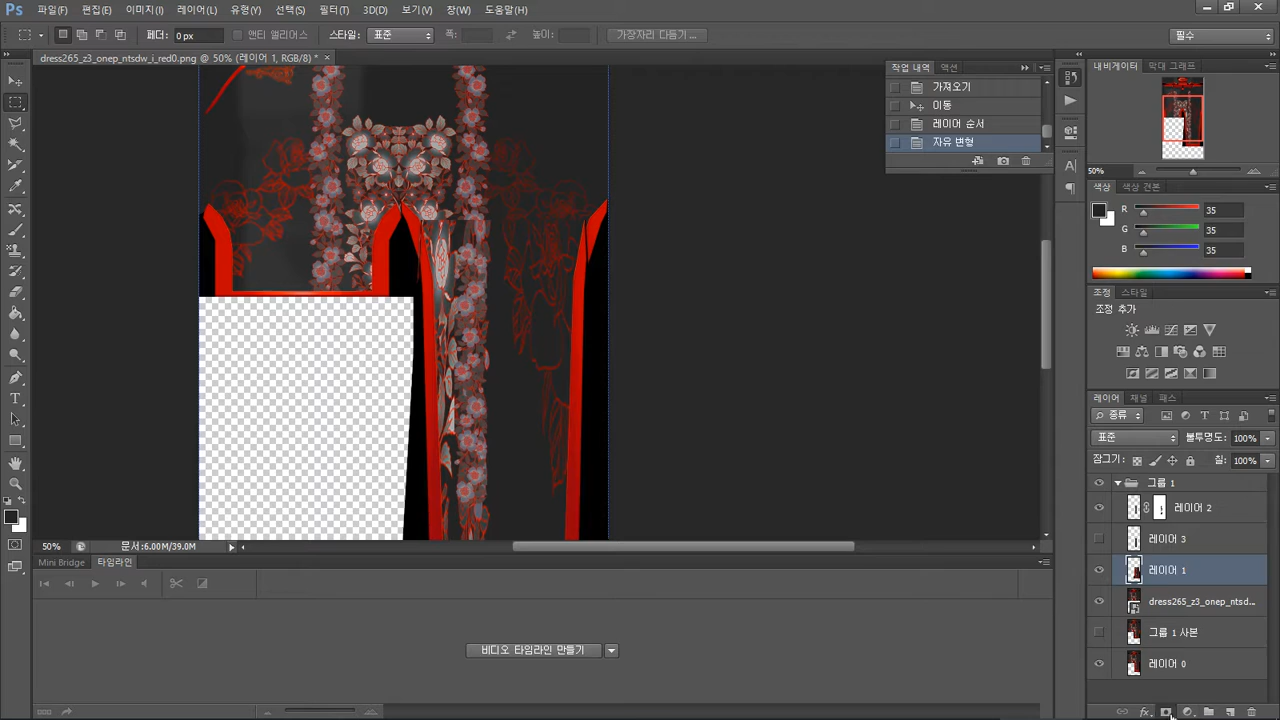 Ps 파일(F) 편집(E) 이미지(I) 레이어(L) 유형(Y) 선택(S) 필터(T) 3D(D) 보기(V) 창(W) 도움말(H)
페더: 0 px 안티 앨리어스 스타일: 표준 폭: 높이: 가장자리 다듬기 ... 필수
dress265_z3_onep_ntsdw_i_red0.png @ 50% (레이어 1, RGB/8) * ×
작업 내역 액션
가져오기
이동
레이어 순서
자유 변형
내비게이터 막대 그래프
50%
색상 색상 견본
R 35
G 35
B 35
조정 스타일
조정 추가
레이어 채널 패스
종류
표준 불투명도: 100%
잠그기: 칠: 100%
그룹 1
레이어 2
레이어 3
레이어 1
dress265_z3_onep_ntsd...
그룹 1 사본
레이어 0
fx
50% 문서:6.00M/39.0M
Mini Bridge 타임라인
비디오 타임라인 만들기